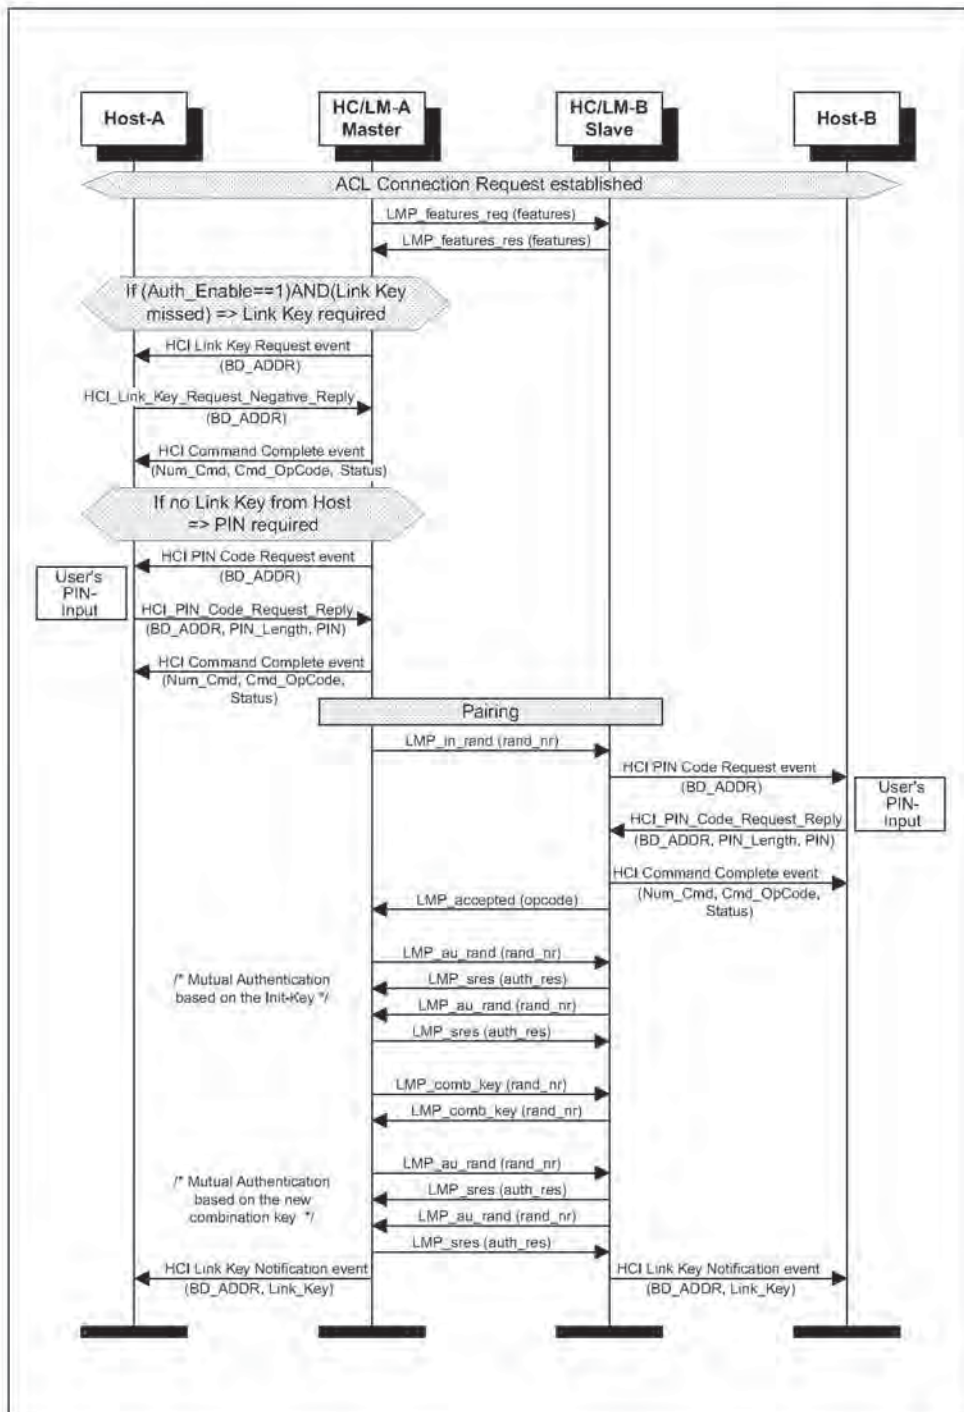 Host-A
HC/LM-A
Master
HC/LM-B
Slave
Host-B
ACL Connection Request established
LMP_features_req (features)
LMP_features_res (features)
If (Auth_Enable==1)AND(Link Key
missed) => Link Key required
HCI Link Key Request event
(BD_ADDR)
HCI_Link_Key_Request_Negative_Reply
(BD_ADDR)
HCI Command Complete event
(Num_Cmd, Cmd_OpCode, Status)
If no Link Key from Host
=> PIN required
HCI PIN Code Request event
(BD_ADDR)
User's
PIN-
Input
HCI_PIN_Code_Request_Reply
(BD_ADDR, PIN_Length, PIN)
HCI Command Complete event
(Num_Cmd, Cmd_OpCode,
Status)
Pairing
LMP_in_rand (rand_nr)
HCI PIN Code Request event
(BD_ADDR)
User's
PIN-
Input
HCI_PIN_Code_Request_Reply
(BD_ADDR, PIN_Length, PIN)
HCI Command Complete event
(Num_Cmd, Cmd_OpCode,
Status)
LMP_accepted (opcode)
LMP_au_rand (rand_nr)
/* Mutual Authentication
based on the Init-Key */
LMP_sres (auth_res)
LMP_au_rand (rand_nr)
LMP_sres (auth_res)
LMP_comb_key (rand_nr)
LMP_comb_key (rand_nr)
LMP_au_rand (rand_nr)
/* Mutual Authentication
based on the new
combination key */
LMP_sres (auth_res)
LMP_au_rand (rand_nr)
LMP_sres (auth_res)
HCI Link Key Notification event
(BD_ADDR, Link_Key)
HCI Link Key Notification event
(BD_ADDR, Link_Key)